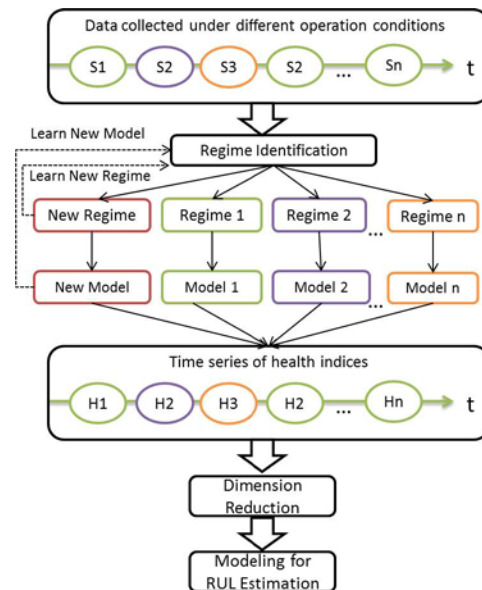 Data collected under different operation conditions
S1 S2 S3 S2 ... Sn t
Learn New Model
Regime Identification
Learn New Regime
New Regime Regime 1 Regime 2 ... Regime n
New Model Model 1 Model 2 ... Model n
Time series of health indices
H1 H2 H3 H2 ... Hn t
Dimension
Reduction
Modeling for
RUL Estimation